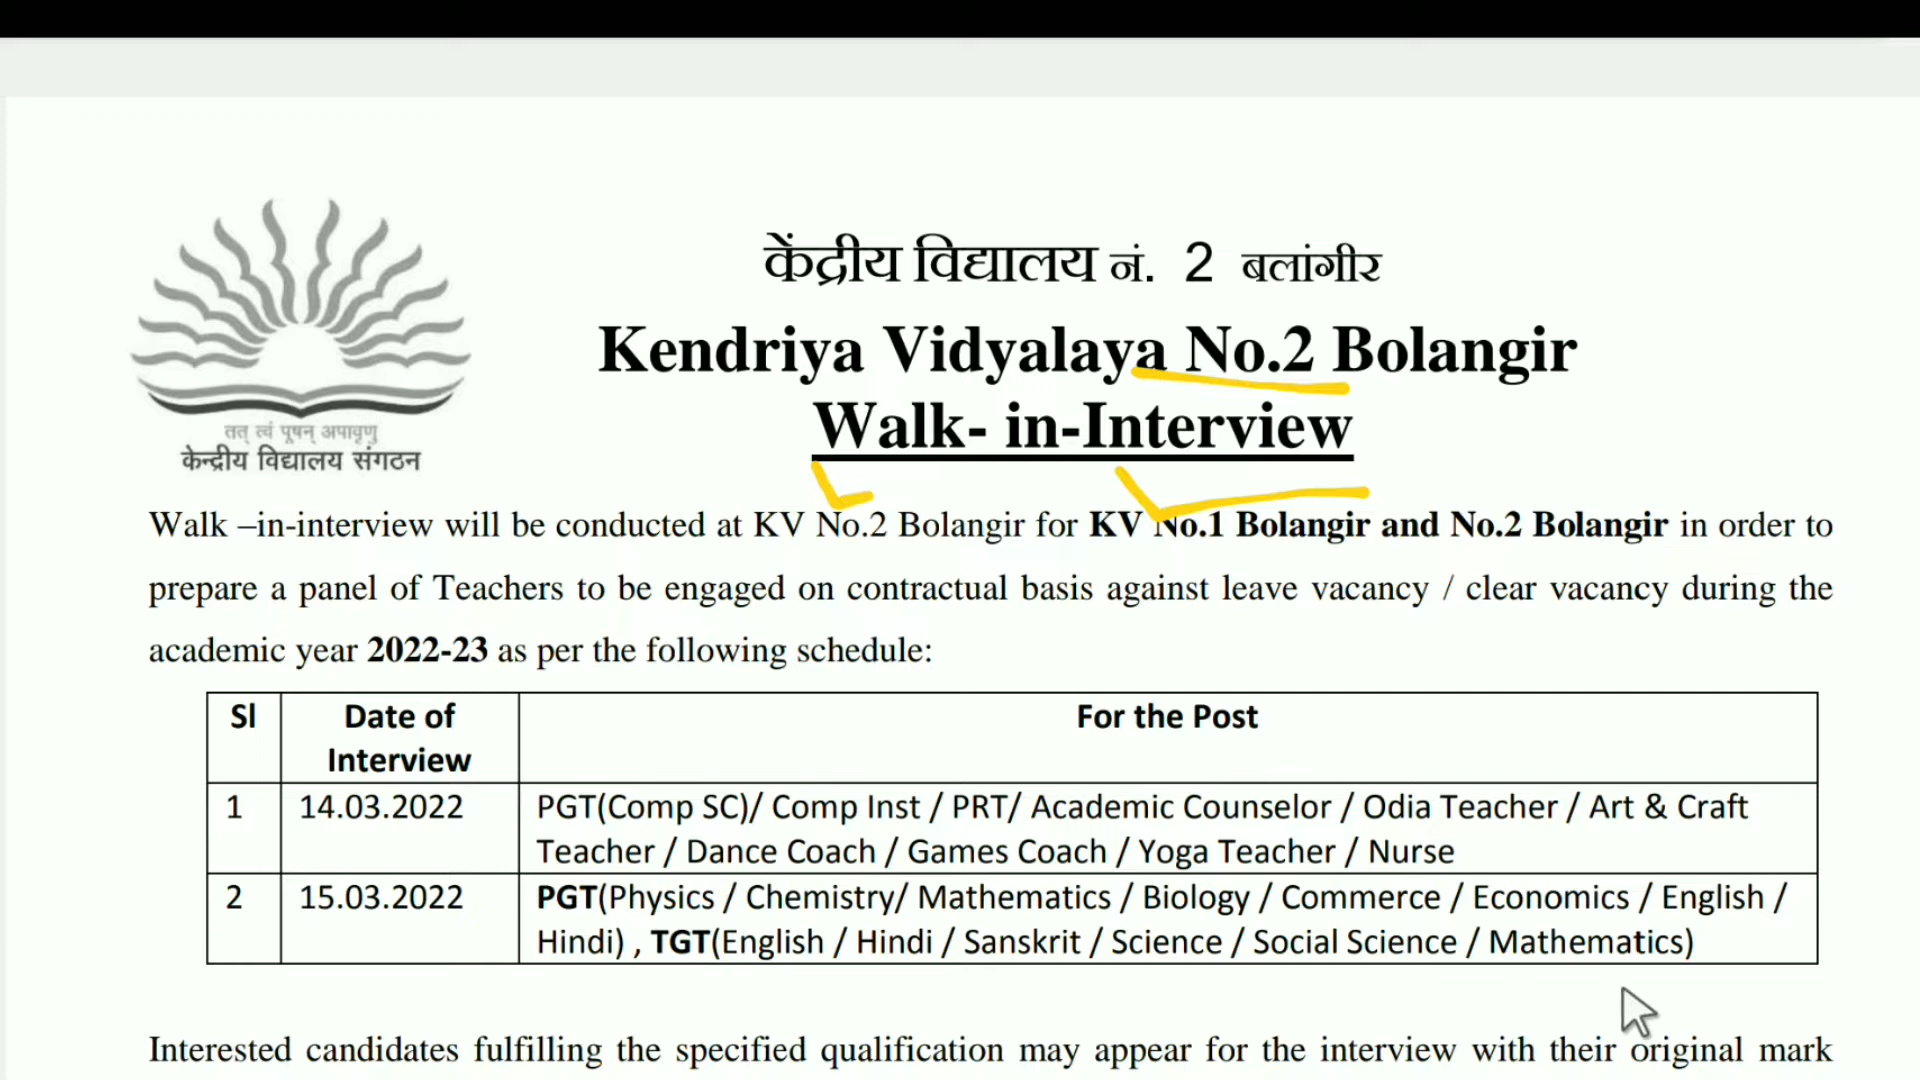 केंद्रीय विद्यालय नं. 2 बलांगीर
Kendriya Vidyalaya No.2 Bolangir
Walk- in-Interview
तत् त्वं पूषन् अपावृणु
केन्द्रीय विद्यालय संगठन
Walk –in-interview will be conducted at KV No.2 Bolangir for KV No.1 Bolangir and No.2 Bolangir in order to
prepare a panel of Teachers to be engaged on contractual basis against leave vacancy / clear vacancy during the
academic year 2022-23 as per the following schedule:
Sl Date of Interview For the Post
1 14.03.2022 PGT(Comp SC)/ Comp Inst / PRT/ Academic Counselor / Odia Teacher / Art & Craft
Teacher / Dance Coach / Games Coach / Yoga Teacher / Nurse
2 15.03.2022 PGT(Physics / Chemistry/ Mathematics / Biology / Commerce / Economics / English /
Hindi) , TGT(English / Hindi / Sanskrit / Science / Social Science / Mathematics)
Interested candidates fulfilling the specified qualification may appear for the interview with their original mark